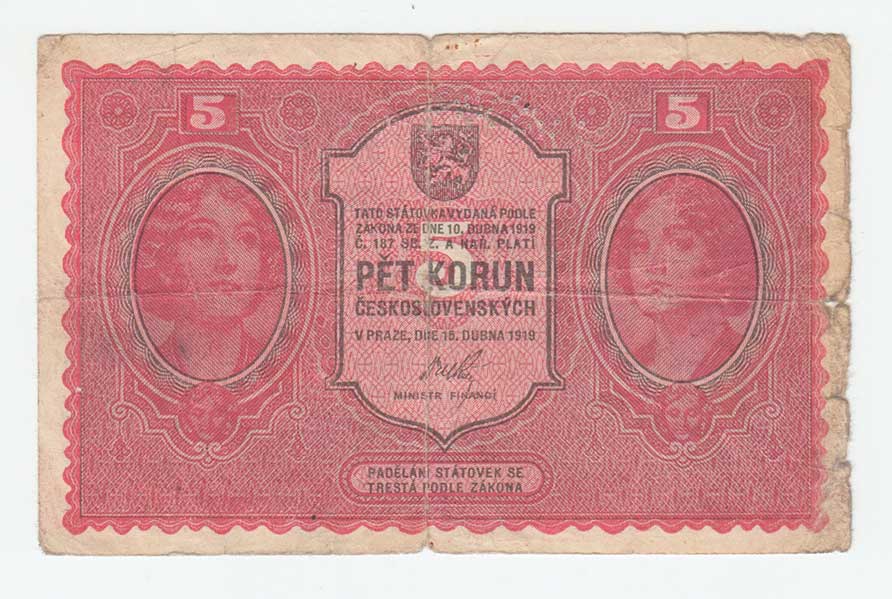 5
5
TATO STÁTOVKA VYDANÁ PODLE
ZÁKONA ZE DNE 10. DUBNA 1919
Č. 187 SB. Z. A NAŘ. PLATÍ
5
PĚT KORUN
ČESKOSLOVENSKÝCH
V PRAZE, DNE 15. DUBNA 1919
MINISTR FINANCÍ
PADĚLÁNÍ STÁTOVEK SE
TRESTÁ PODLE ZÁKONA